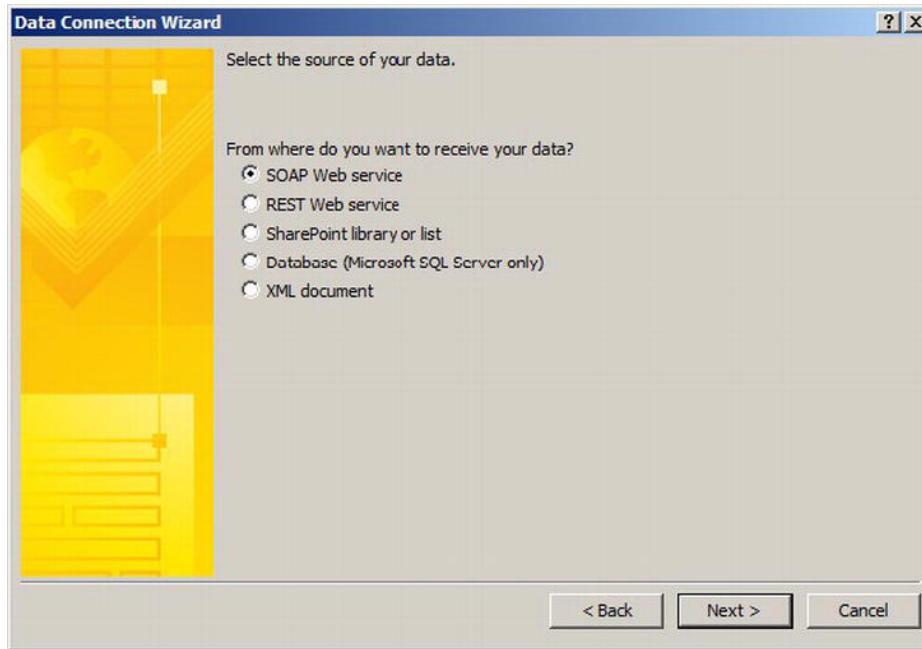 Data Connection Wizard
? X
Select the source of your data.
From where do you want to receive your data?
SOAP Web service
REST Web service
SharePoint library or list
Database (Microsoft SQL Server only)
XML document
< Back Next > Cancel